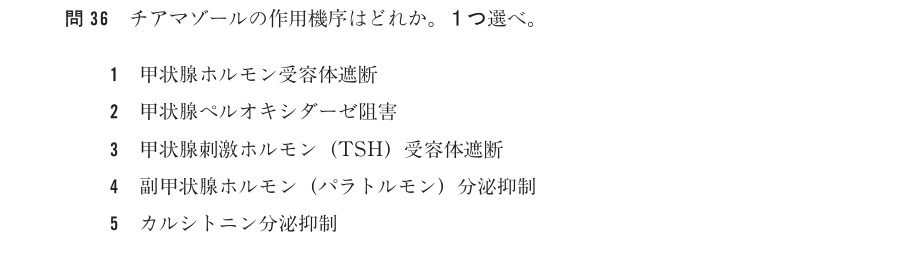 問36 チアマゾールの作用機序はどれか。1つ選べ。
1 甲状腺ホルモン受容体遮断
2 甲状腺ペルオキシダーゼ阻害
3 甲状腺刺激ホルモン（TSH）受容体遮断
4 副甲状腺ホルモン（パラトルモン）分泌抑制
5 カルシトニン分泌抑制